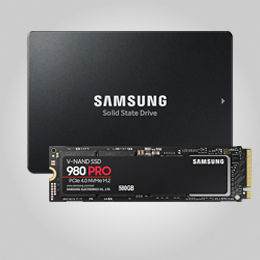 SAMSUNG
Solid State Drive
V-NAND SSD
980 PRO
PCIe 4.0 NVMe M.2
SAMSUNG
500GB